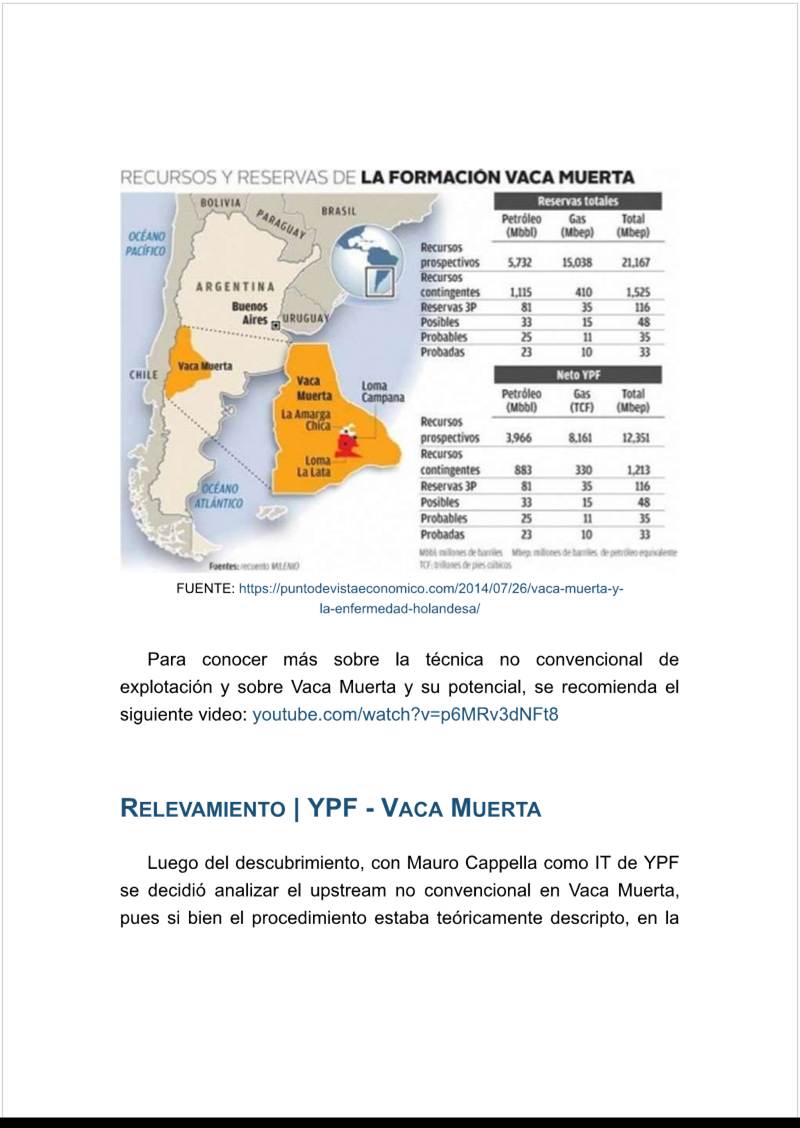 RECURSOS Y RESERVAS DE LA FORMACIÓN VACA MUERTA
BOLIVIA
PARAGUAY
BRASIL
OCÉANO
PACÍFICO
ARGENTINA
Buenos
Aires
URUGUAY
Vaca Muerta
CHILE
Vaca
Muerta
Loma
Campana
La Amarga
Chica
Loma
La Lata
OCÉANO
ATLÁNTICO
Fuentes: recuento MILENIO
Reservas totales
Petróleo (Mbbl) Gas (Mbep) Total (Mbep)
Recursos
prospectivos 5,732 15,038 21,167
Recursos
contingentes 1,115 410 1,525
Reservas 3P 81 35 116
Posibles 33 15 48
Probables 25 11 35
Probadas 23 10 33
Neto YPF
Petróleo (Mbbl) Gas (TCF) Total (Mbep)
Recursos
prospectivos 3,966 8,161 12,351
Recursos
contingentes 883 330 1,213
Reservas 3P 81 35 116
Posibles 33 15 48
Probables 25 11 35
Probadas 23 10 33
Mbbl: millones de barriles Mbep: millones de barriles de petróleo equivalente
TCF: trillones de pies cúbicos
FUENTE: https://puntodevistaeconomico.com/2014/07/26/vaca-muerta-y-
la-enfermedad-holandesa/
Para conocer más sobre la técnica no convencional de
explotación y sobre Vaca Muerta y su potencial, se recomienda el
siguiente video: youtube.com/watch?v=p6MRv3dNFt8
RELEVAMIENTO | YPF - VACA MUERTA
Luego del descubrimiento, con Mauro Cappella como IT de YPF
se decidió analizar el upstream no convencional en Vaca Muerta,
pues si bien el procedimiento estaba teóricamente descripto, en la